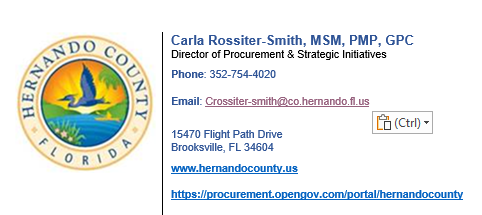 HERNANDO COUNTY
FLORIDA
Carla Rossiter-Smith, MSM, PMP, GPC
Director of Procurement & Strategic Initiatives
Phone: 352-754-4020
Email: Crossiter-smith@co.hernando.fl.us
(Ctrl)
15470 Flight Path Drive
Brooksville, FL 34604
www.hernandocounty.us
https://procurement.opengov.com/portal/hernandocounty